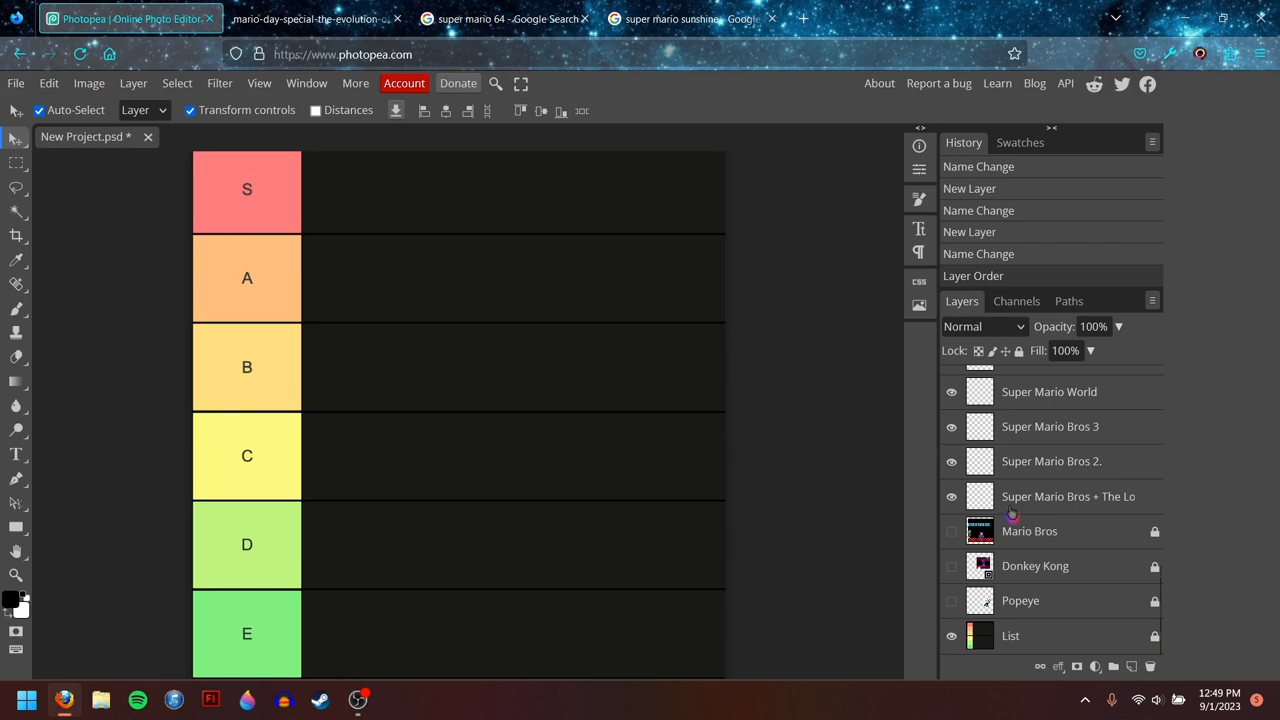 Photopea | Online Photo Editor
mario-day-special-the-evolution-o
super mario 64 - Google Search
super mario sunshine - Google
https://www.photopea.com
File Edit Image Layer Select Filter View Window More Account Donate
About Report a bug Learn Blog API
Auto-Select Layer Transform controls Distances
New Project.psd *
History Swatches
Name Change
New Layer
Name Change
New Layer
Name Change
Layer Order
Layers Channels Paths
Normal Opacity: 100%
Lock: Fill: 100%
Super Mario World
Super Mario Bros 3
Super Mario Bros 2.
Super Mario Bros + The Lo
Mario Bros
Donkey Kong
Popeye
List
S
A
B
C
D
E
CSS
eff
12:49 PM
9/1/2023
5